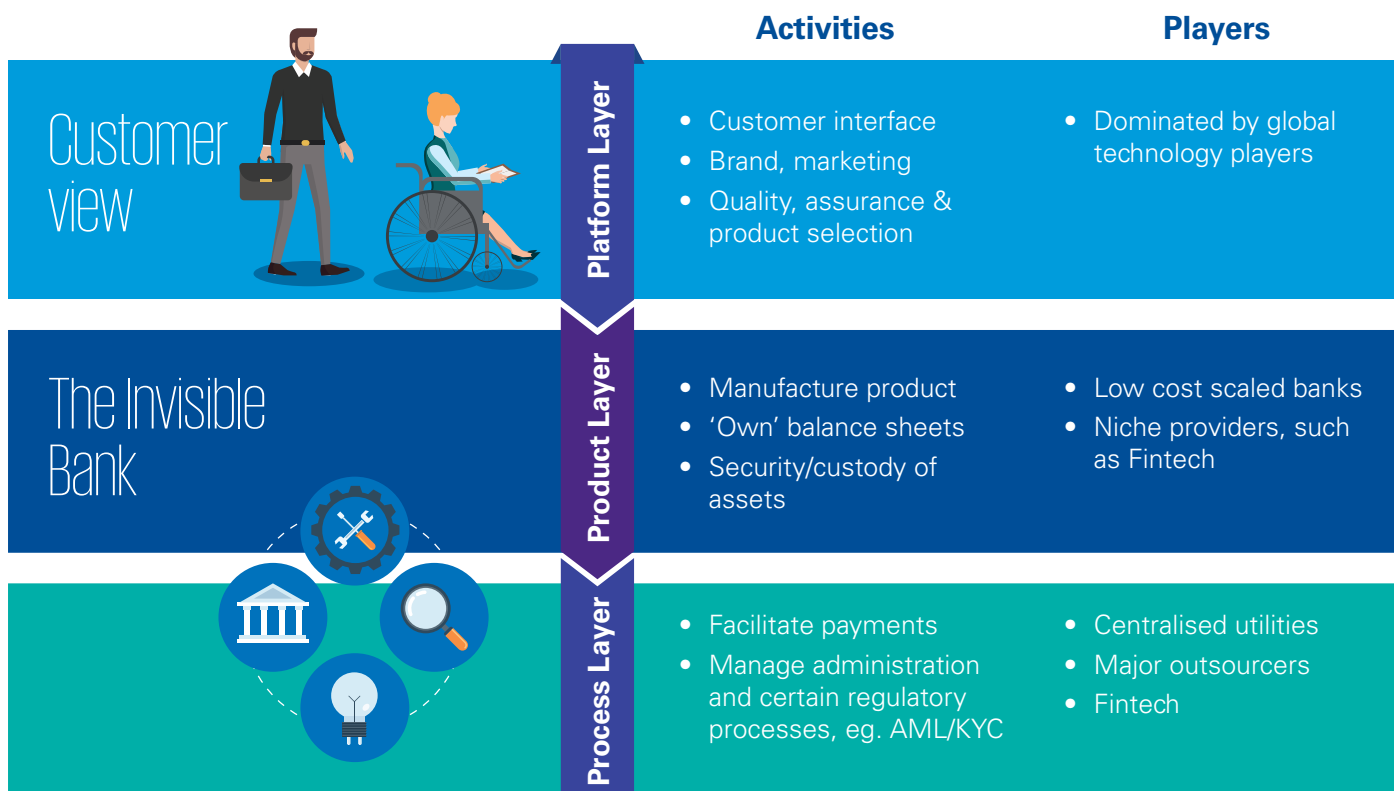 Activities
Players
Customer
view
Platform Layer
• Customer interface
• Brand, marketing
• Quality, assurance &
product selection
• Dominated by global
technology players
The Invisible
Bank
Product Layer
• Manufacture product
• ‘Own’ balance sheets
• Security/custody of
assets
• Low cost scaled banks
• Niche providers, such
as Fintech
Process Layer
• Facilitate payments
• Manage administration
and certain regulatory
processes, eg. AML/KYC
• Centralised utilities
• Major outsourcers
• Fintech